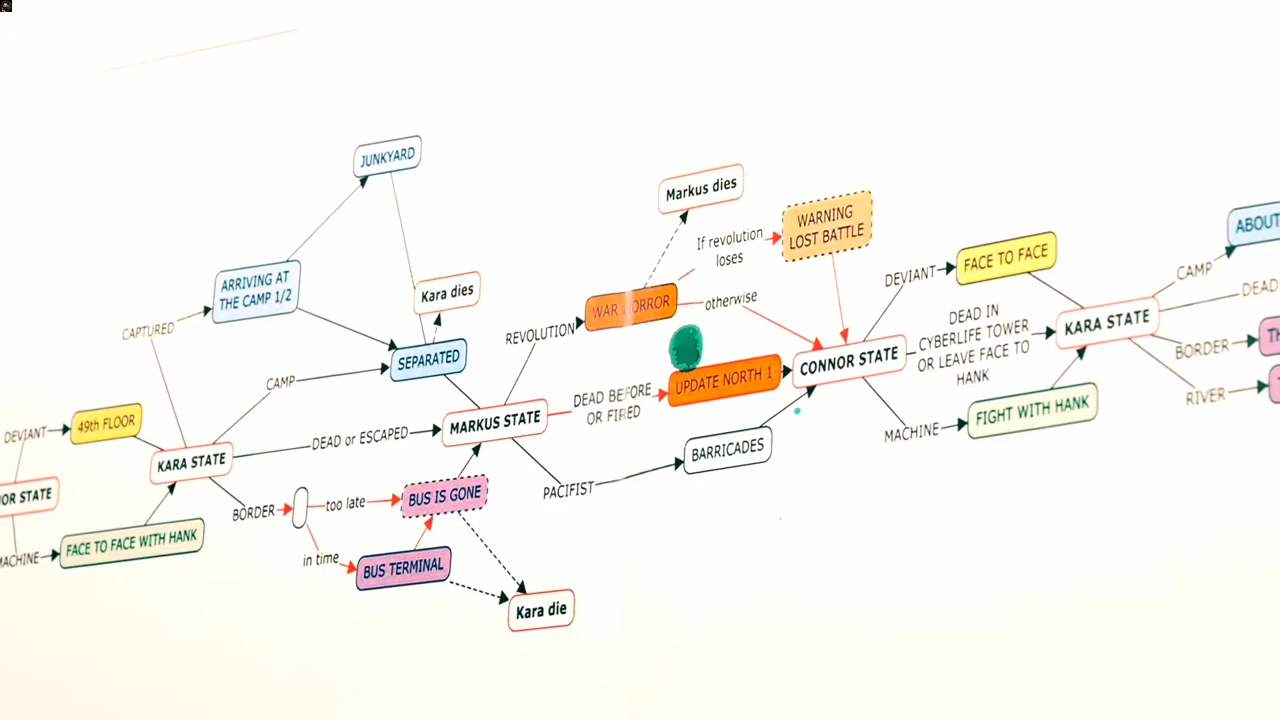 JUNKYARD
Markus dies
WARNING
LOST BATTLE
If revolution
loses
ARRIVING AT
THE CAMP 1/2
Kara dies
WAR HORROR
otherwise
DEVIANT
FACE TO FACE
CAMP
ABOUT
DEAD
CAPTURED
REVOLUTION
SEPARATED
CAMP
UPDATE NORTH 1
CONNOR STATE
DEAD IN
CYBERLIFE TOWER
OR LEAVE FACE TO
HANK
KARA STATE
BORDER
RIVER
DEVIANT
49th FLOOR
KARA STATE
DEAD or ESCAPED
MARKUS STATE
DEAD BEFORE
OR FIRED
BARRICADES
MACHINE
FIGHT WITH HANK
OR STATE
PACIFIST
BORDER
too late
BUS IS GONE
MACHINE
FACE TO FACE WITH HANK
in time
BUS TERMINAL
Kara die